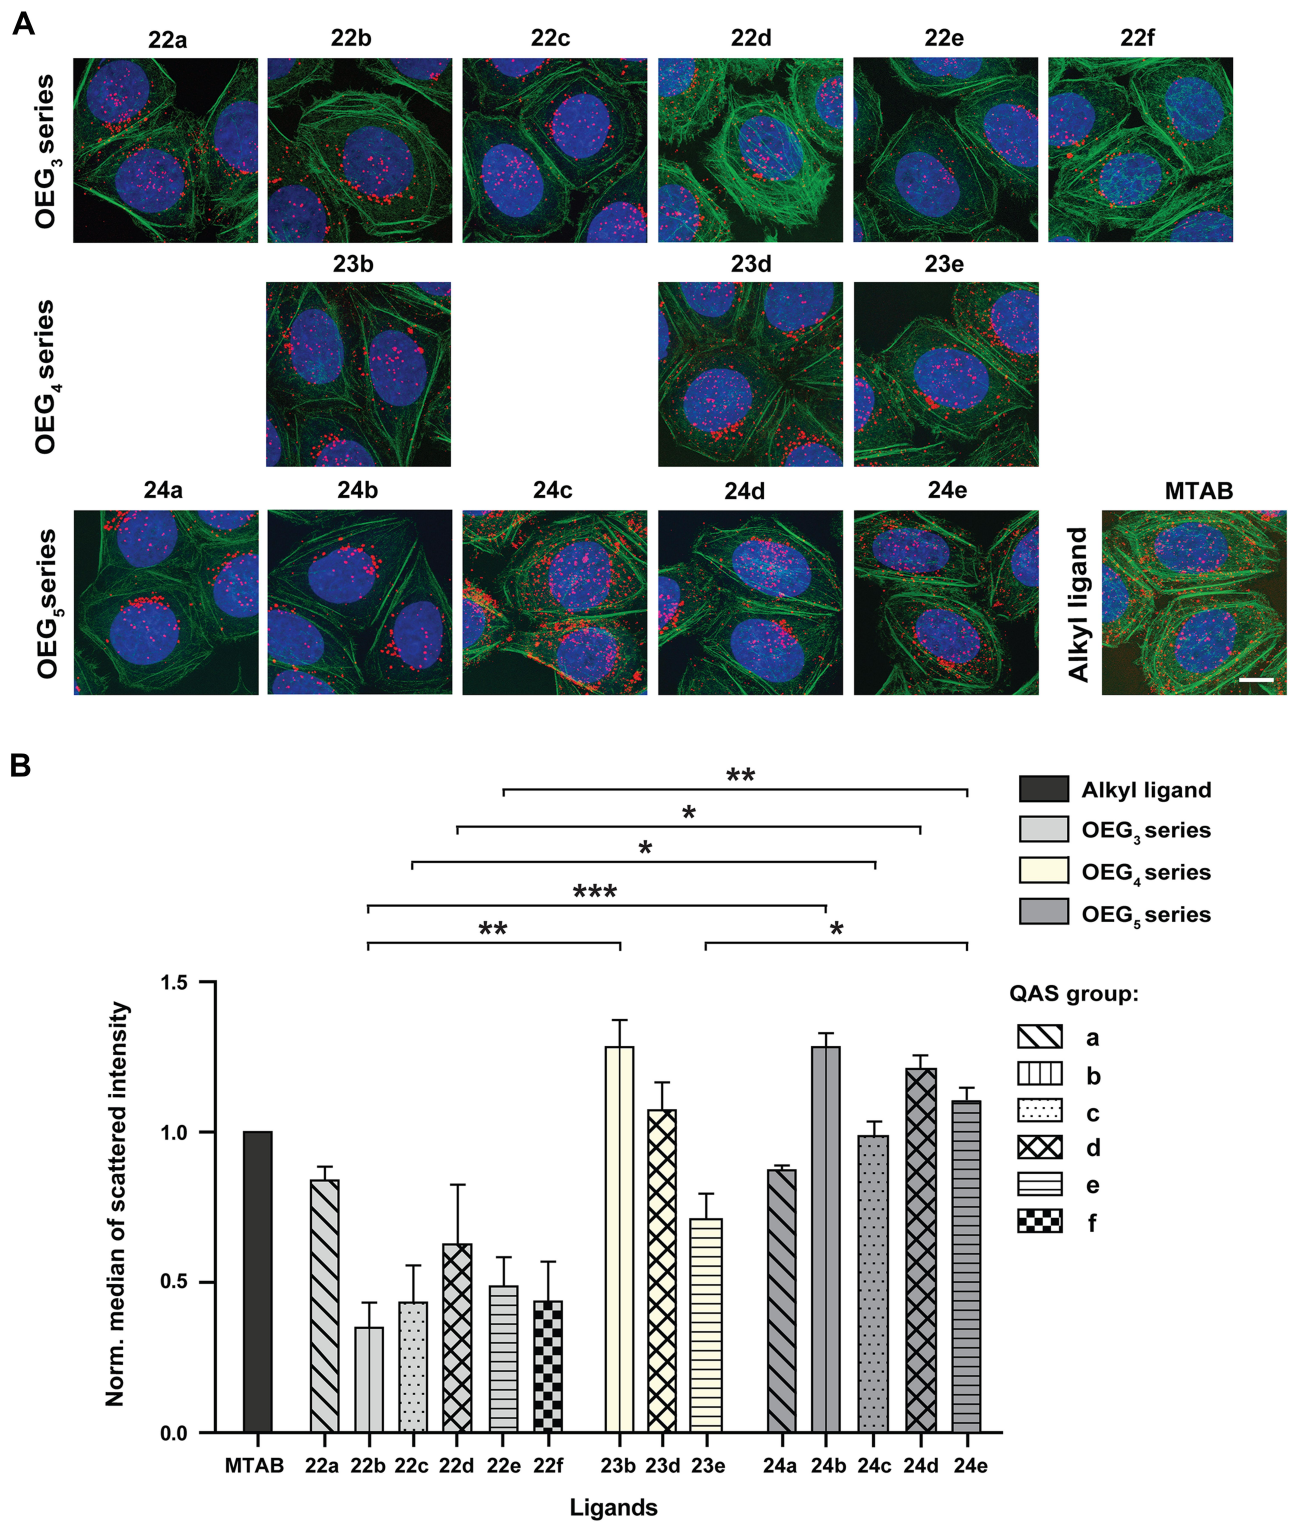 A
22a 22b 22c 22d 22e 22f
OEG3 series
23b 23d 23e
OEG4 series
24a 24b 24c 24d 24e MTAB
OEG5 series
Alkyl ligand
B
**
*
*
***
** *
Alkyl ligand
OEG3 series
OEG4 series
OEG5 series
QAS group:
a
b
c
d
e
f
Norm. median of scattered intensity
1.5
1.0
0.5
0.0
MTAB 22a 22b 22c 22d 22e 22f 23b 23d 23e 24a 24b 24c 24d 24e
Ligands